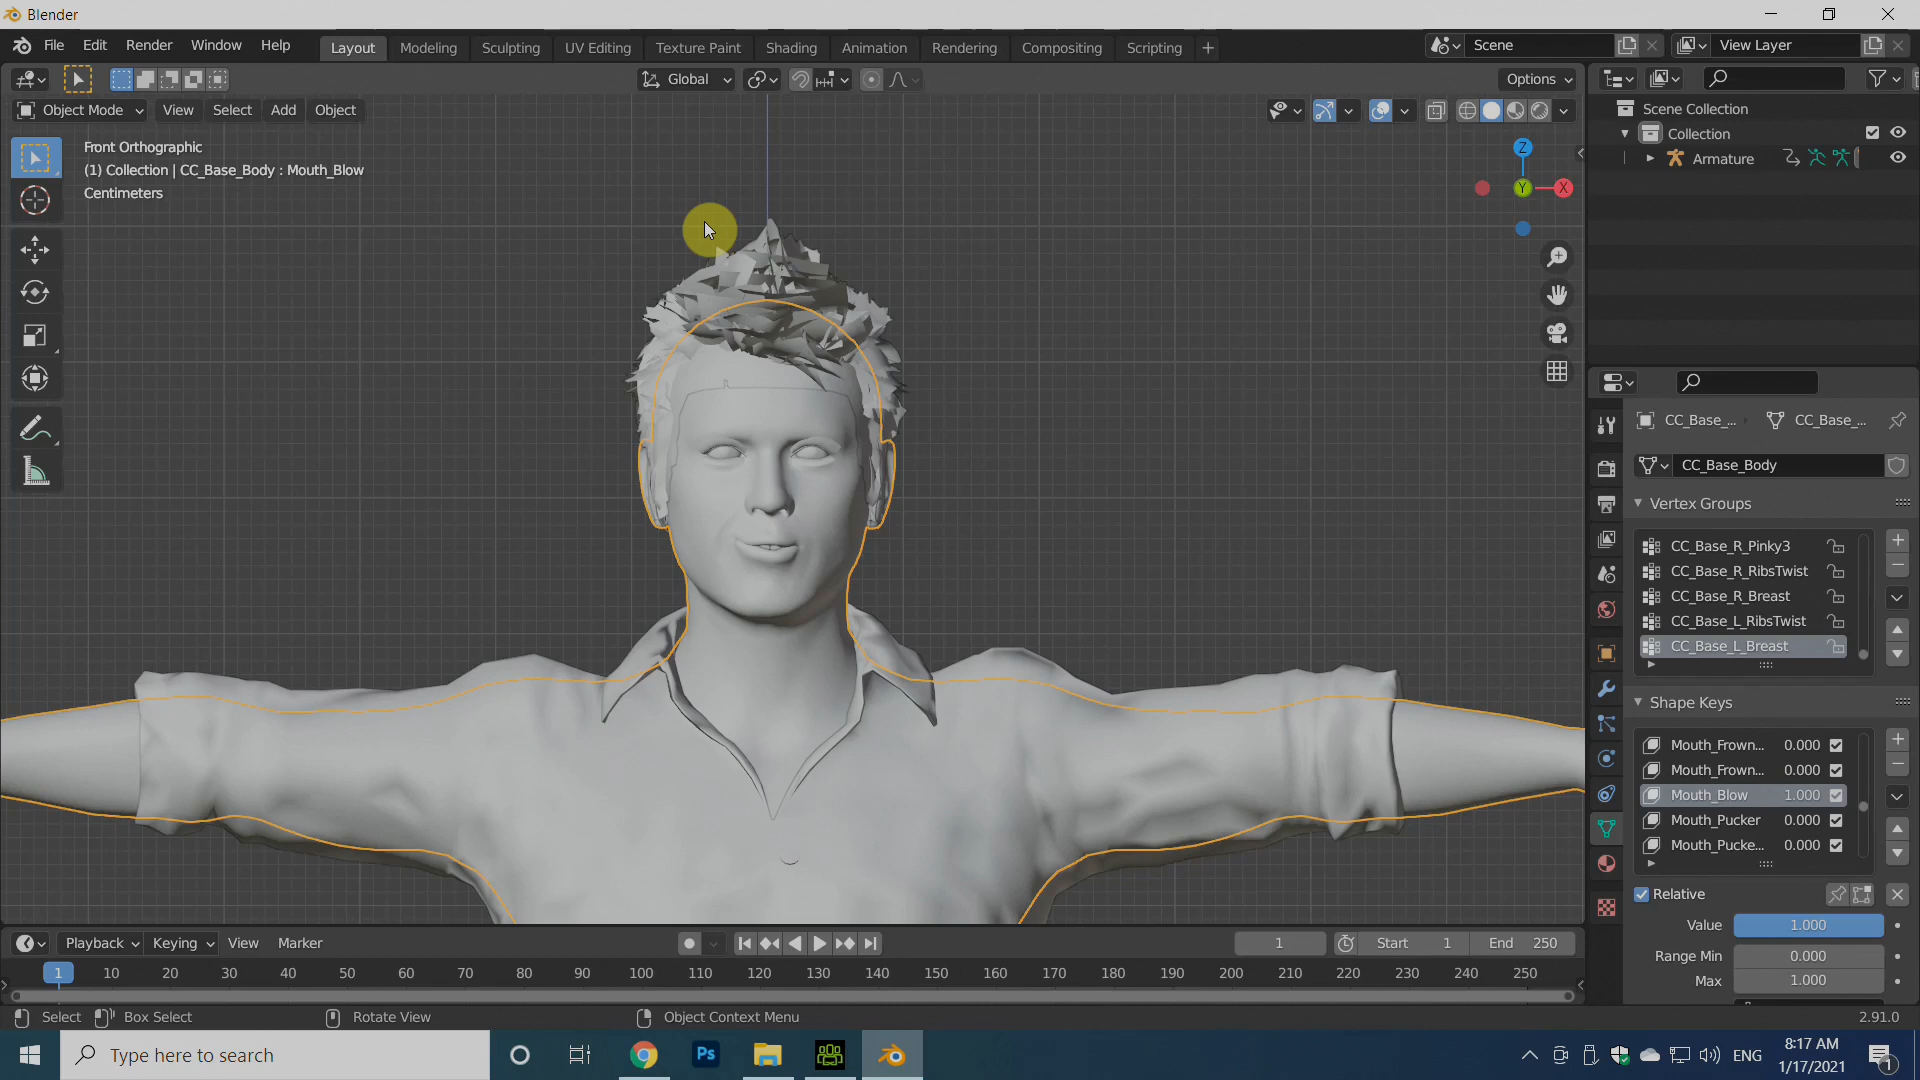 Blender
File Edit Render Window Help Layout Modeling Sculpting UV Editing Texture Paint Shading Animation Rendering Compositing Scripting + Scene View Layer
Global Options
Object Mode View Select Add Object
Front Orthographic
(1) Collection | CC_Base_Body : Mouth_Blow
Centimeters
Z
Y
X
Scene Collection
Collection
Armature
CC_Base_... CC_Base_...
CC_Base_Body
Vertex Groups
CC_Base_R_Pinky3
CC_Base_R_RibsTwist
CC_Base_R_Breast
CC_Base_L_RibsTwist
CC_Base_L_Breast
Shape Keys
Mouth_Frown... 0.000
Mouth_Frown... 0.000
Mouth_Blow 1.000
Mouth_Pucker 0.000
Mouth_Pucke... 0.000
Relative
Value 1.000
Range Min 0.000
Max 1.000
Playback Keying View Marker 1 Start 1 End 250
1 10 20 30 40 50 60 70 80 90 100 110 120 130 140 150 160 170 180 190 200 210 220 230 240 250
Select Box Select Rotate View Object Context Menu 2.91.0
Type here to search
Ps
ENG
8:17 AM
1/17/2021
1